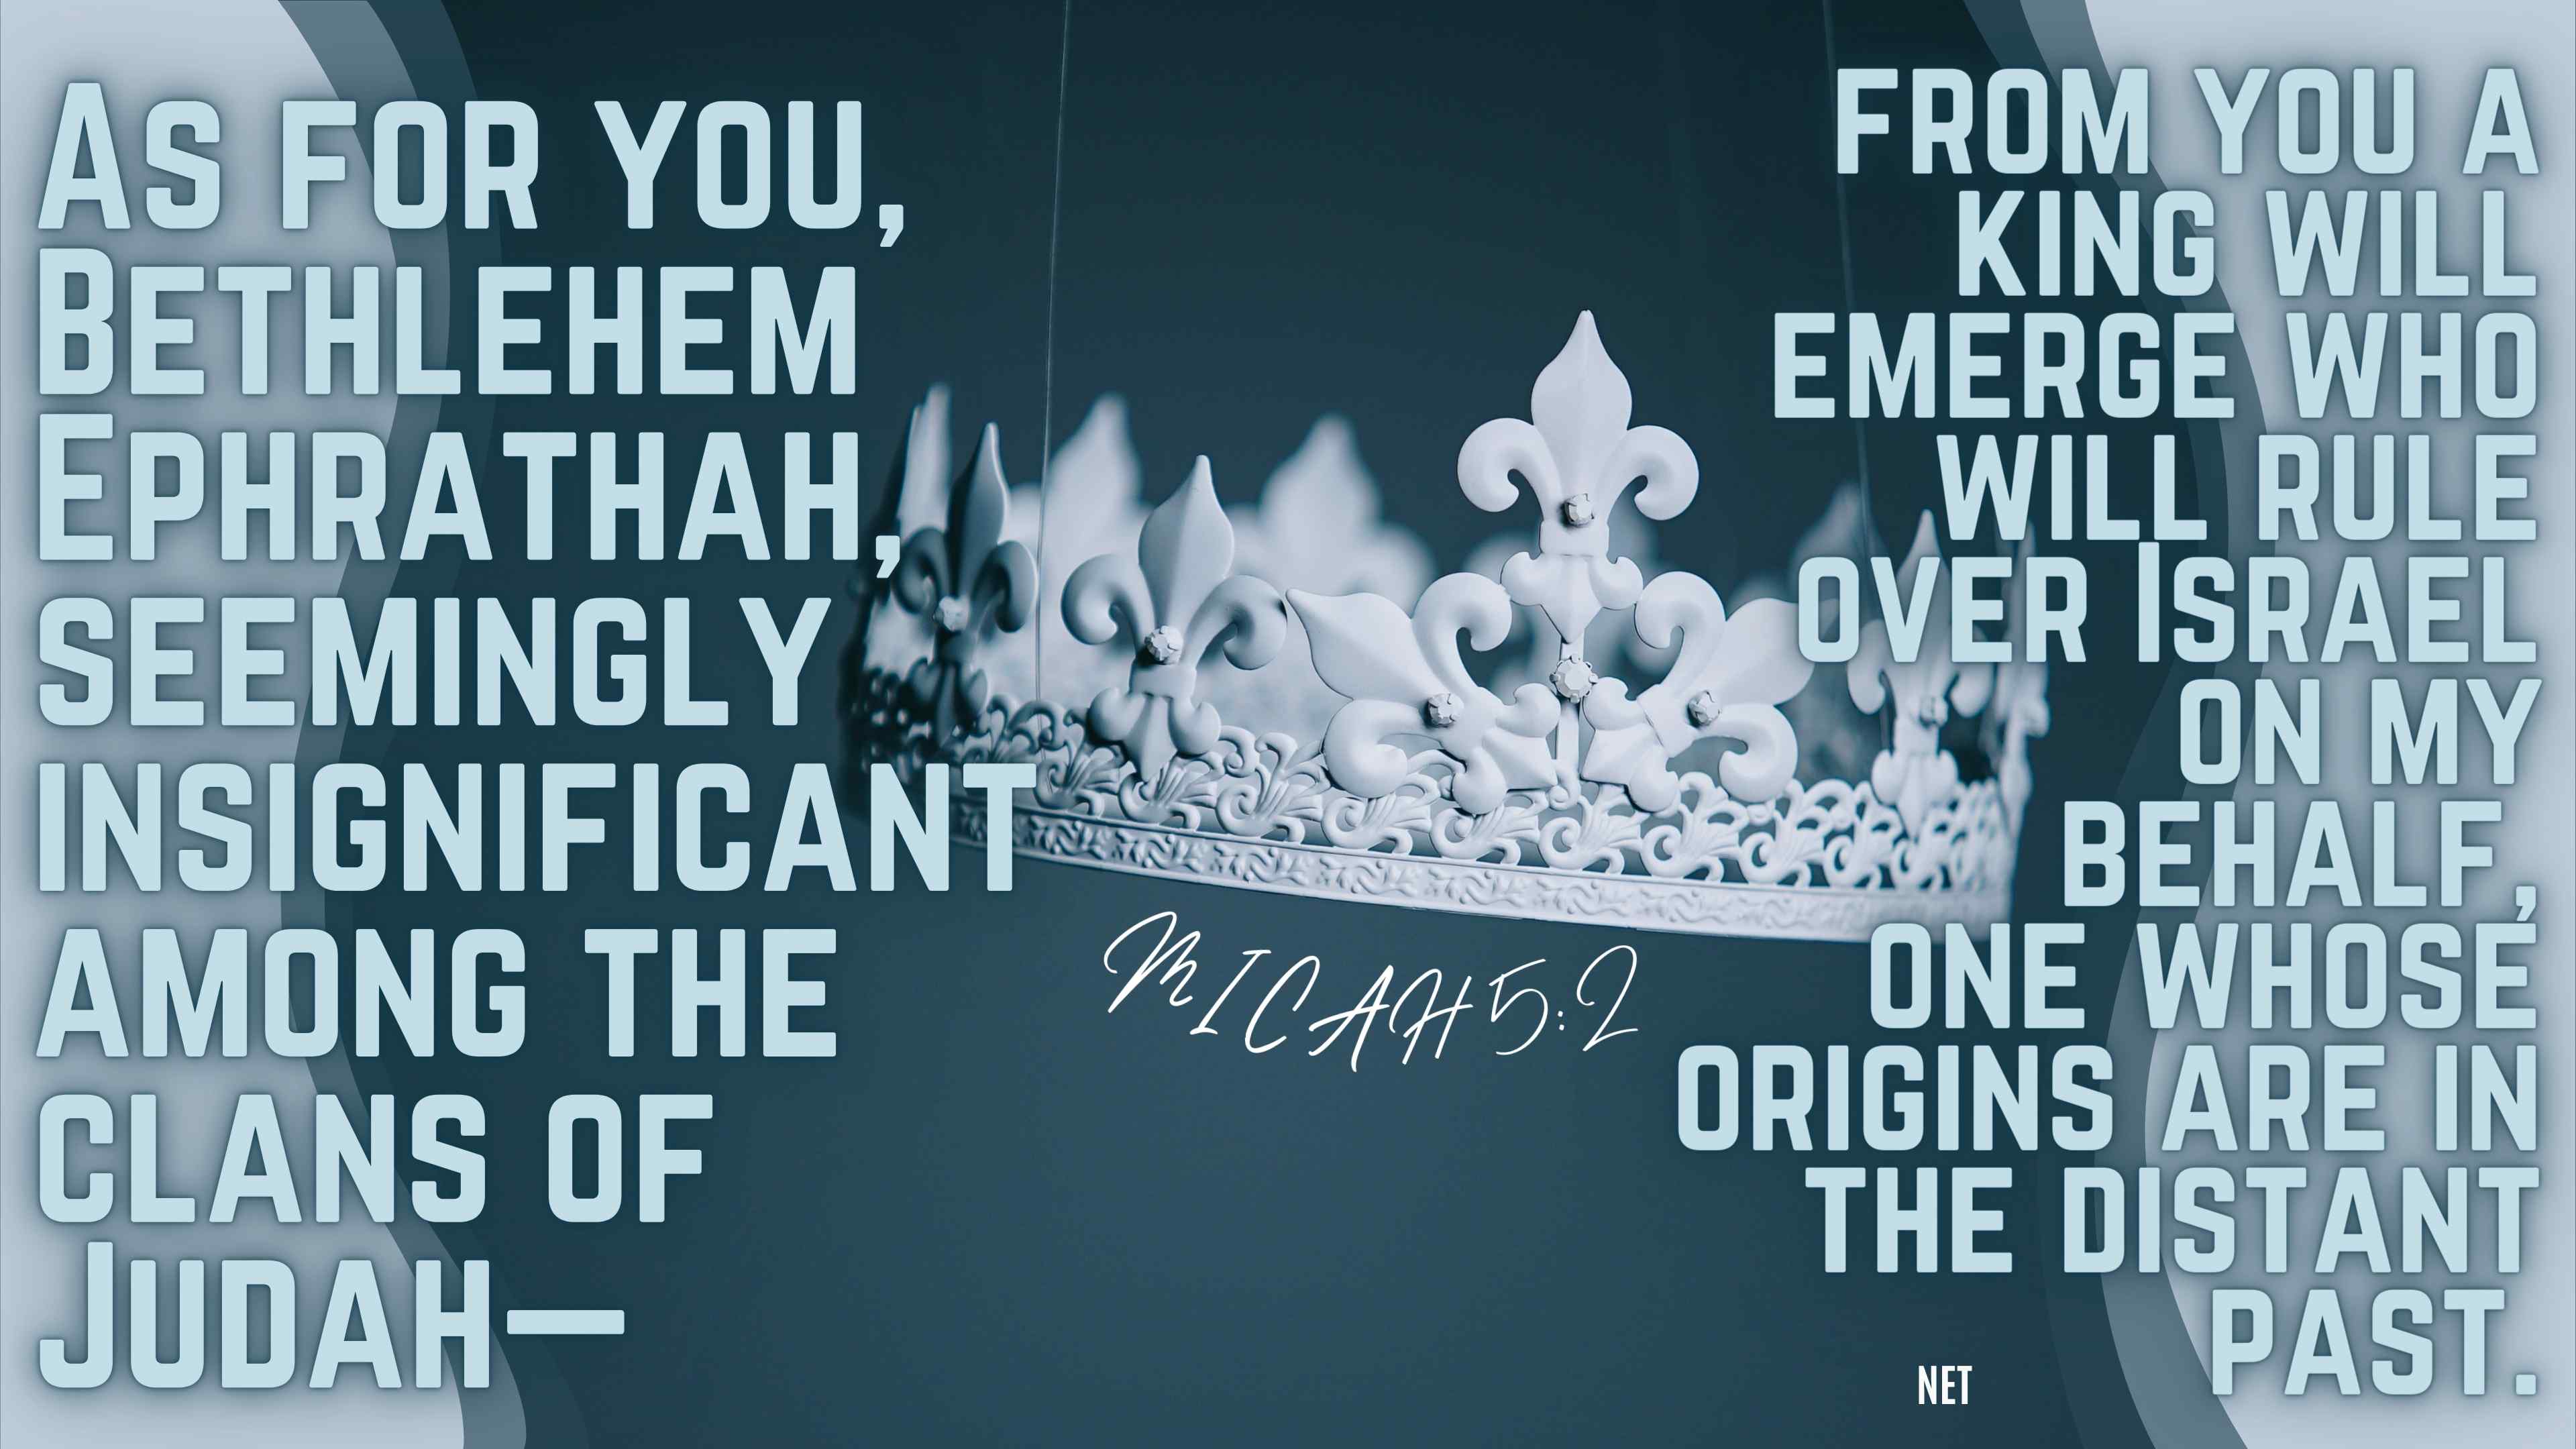 As for you,
Bethlehem
Ephrathah,
seemingly
insignificant
among the
clans of
Judah—
from you a
king will
emerge who
will rule
over Israel
on my
behalf,
one whose
origins are in
the distant
past.
MICAH 5:2
NET